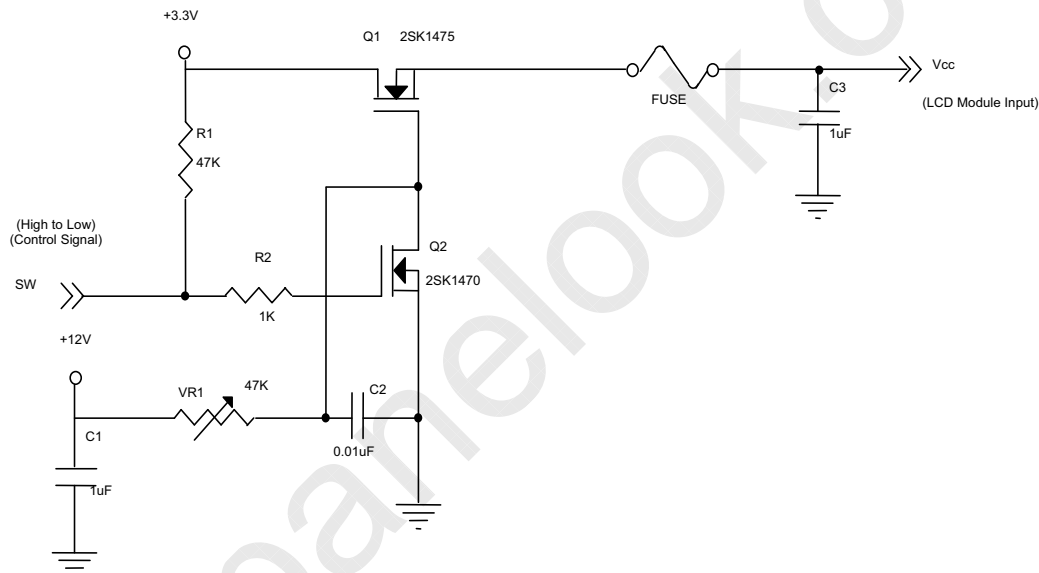 +3.3V
Q1 2SK1475
Vcc
C3
FUSE
(LCD Module Input)
R1
1uF
47K
(High to Low)
(Control Signal)
Q2
R2
2SK1470
SW
1K
+12V
VR1
47K
C2
C1
0.01uF
1uF
panelook.